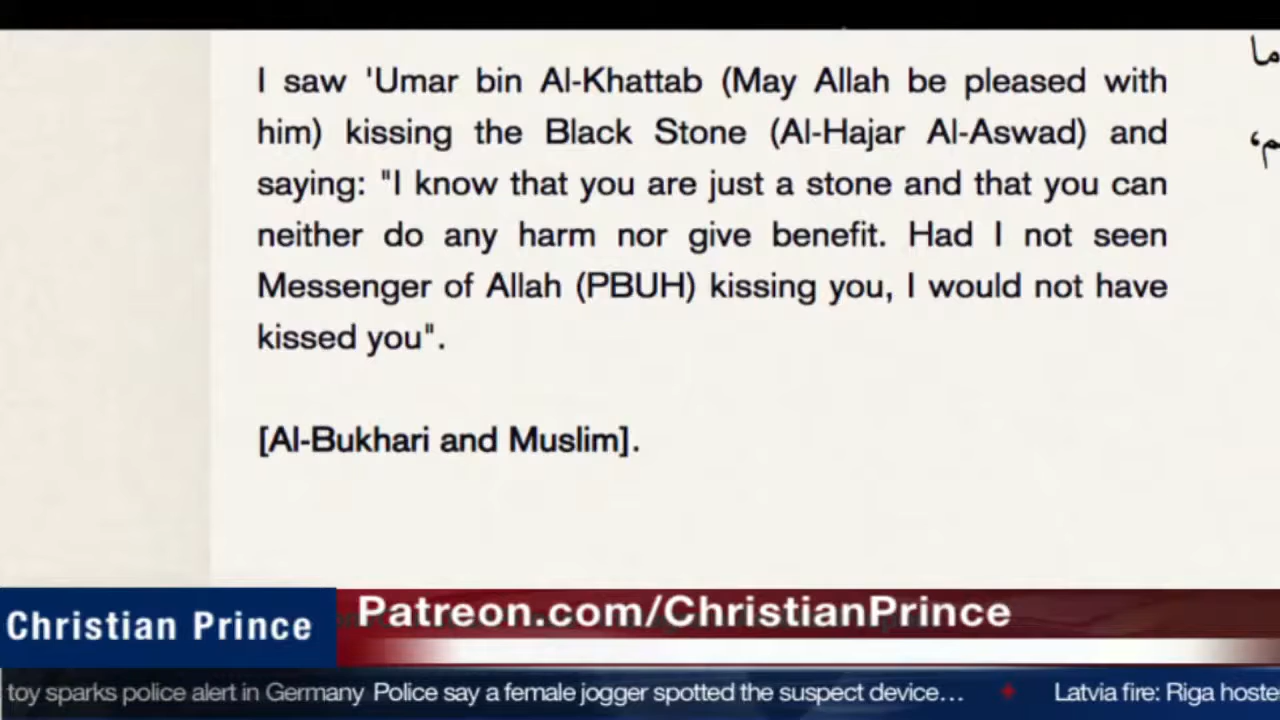 I saw 'Umar bin Al-Khattab (May Allah be pleased with
him) kissing the Black Stone (Al-Hajar Al-Aswad) and
saying: "I know that you are just a stone and that you can
neither do any harm nor give benefit. Had I not seen
Messenger of Allah (PBUH) kissing you, I would not have
kissed you".
[Al-Bukhari and Muslim].
Christian Prince
Patreon.com/ChristianPrince
toy sparks police alert in Germany Police say a female jogger spotted the suspect device… Latvia fire: Riga hoste